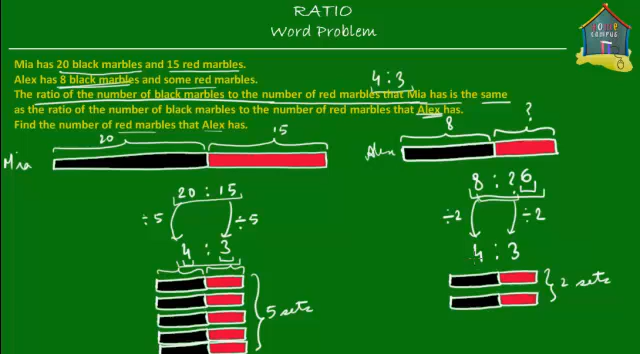 RATIO
Word Problem
home
campus
Mia has 20 black marbles and 15 red marbles.
Alex has 8 black marbles and some red marbles.
4 : 3
The ratio of the number of black marbles to the number of red marbles that Mia has is the same
as the ratio of the number of black marbles to the number of red marbles that Alex has.
Find the number of red marbles that Alex has.
20 15
Mia
8 ?
Alex
20 : 15
÷5 ÷5
4 : 3
5 sets
8 : ? 6
÷2 ÷2
4 : 3
2 sets